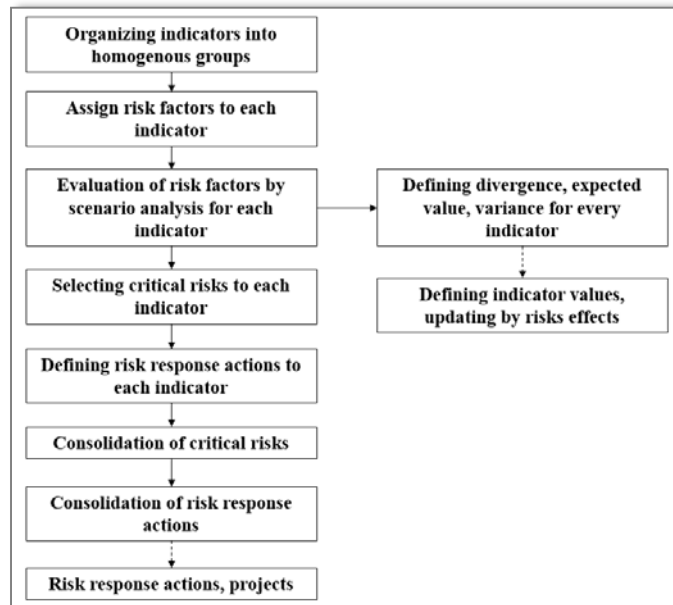 Organizing indicators into
homogenous groups
Assign risk factors to each
indicator
Evaluation of risk factors by
scenario analysis for each
indicator
Defining divergence, expected
value, variance for every
indicator
Selecting critical risks to each
indicator
Defining indicator values,
updating by risks effects
Defining risk response actions to
each indicator
Consolidation of critical risks
Consolidation of risk response
actions
Risk response actions, projects